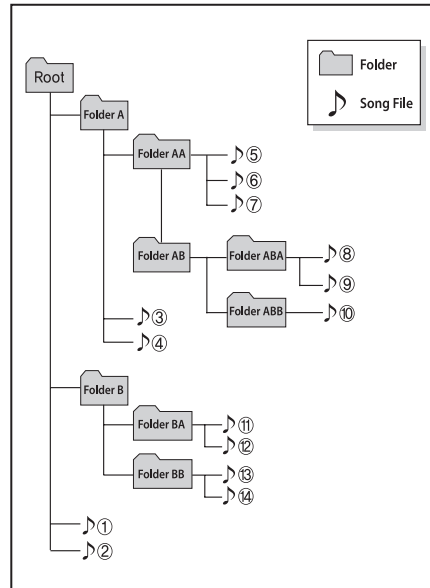 Root
Folder
Song File
Folder A
Folder AA
⑤
⑥
⑦
Folder AB
Folder ABA
⑧
⑨
Folder ABB
⑩
③
④
Folder B
Folder BA
⑪
⑫
Folder BB
⑬
⑭
①
②